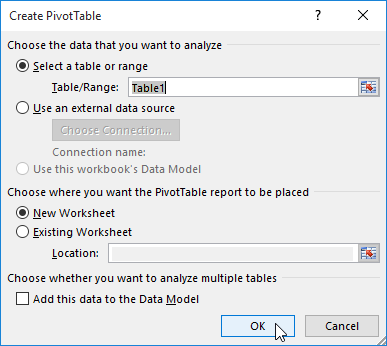 Create PivotTable
?
Choose the data that you want to analyze
Select a table or range
Table/Range: Table1
Use an external data source
Choose Connection...
Connection name:
Use this workbook's Data Model
Choose where you want the PivotTable report to be placed
New Worksheet
Existing Worksheet
Location:
Choose whether you want to analyze multiple tables
Add this data to the Data Model
OK Cancel